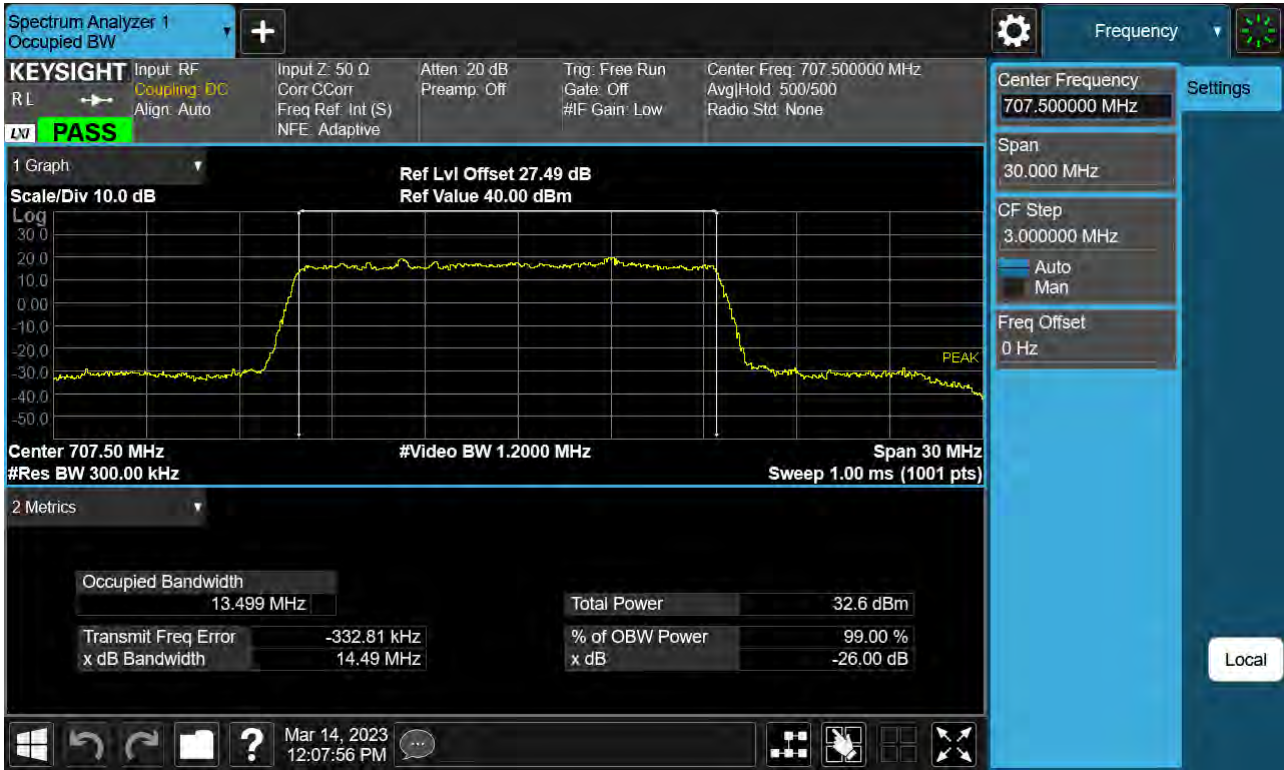 Spectrum Analyzer 1
Occupied BW
+
Frequency
KEYSIGHT
RL
LXI
PASS
Input: RF
Coupling: DC
Align: Auto
Input Z: 50 Ω
Corr CCorr
Freq Ref: Int (S)
NFE: Adaptive
Atten: 20 dB
Preamp: Off
Trig: Free Run
Gate: Off
#IF Gain: Low
Center Freq: 707.500000 MHz
Avg|Hold: 500/500
Radio Std: None
Center Frequency
707.500000 MHz
Settings
Span
30.000 MHz
CF Step
3.000000 MHz
Auto
Man
Freq Offset
0 Hz
Local
1 Graph
Scale/Div 10.0 dB
Ref Lvl Offset 27.49 dB
Ref Value 40.00 dBm
Log
30.0
20.0
10.0
0.00
-10.0
-20.0
-30.0
-40.0
-50.0
PEAK
Center 707.50 MHz
#Video BW 1.2000 MHz
Span 30 MHz
#Res BW 300.00 kHz
Sweep 1.00 ms (1001 pts)
2 Metrics
Occupied Bandwidth
13.499 MHz
Total Power 32.6 dBm
Transmit Freq Error -332.81 kHz
% of OBW Power 99.00 %
x dB Bandwidth 14.49 MHz
x dB -26.00 dB
?
Mar 14, 2023
12:07:56 PM